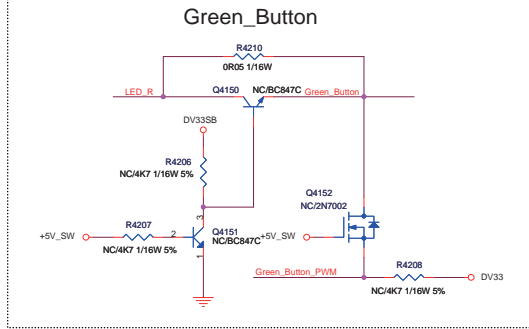 Green_Button
R4210
0R05 1/16W
LED_R
Q4150
NC/BC847C
Green_Button
DV33SB
R4206
NC/4K7 1/16W 5%
Q4152
NC/2N7002
R4207
+5V_SW
2
3
1
Q4151
NC/BC847C
+5V_SW
NC/4K7 1/16W 5%
Green_Button_PWM
R4208
DV33
NC/4K7 1/16W 5%